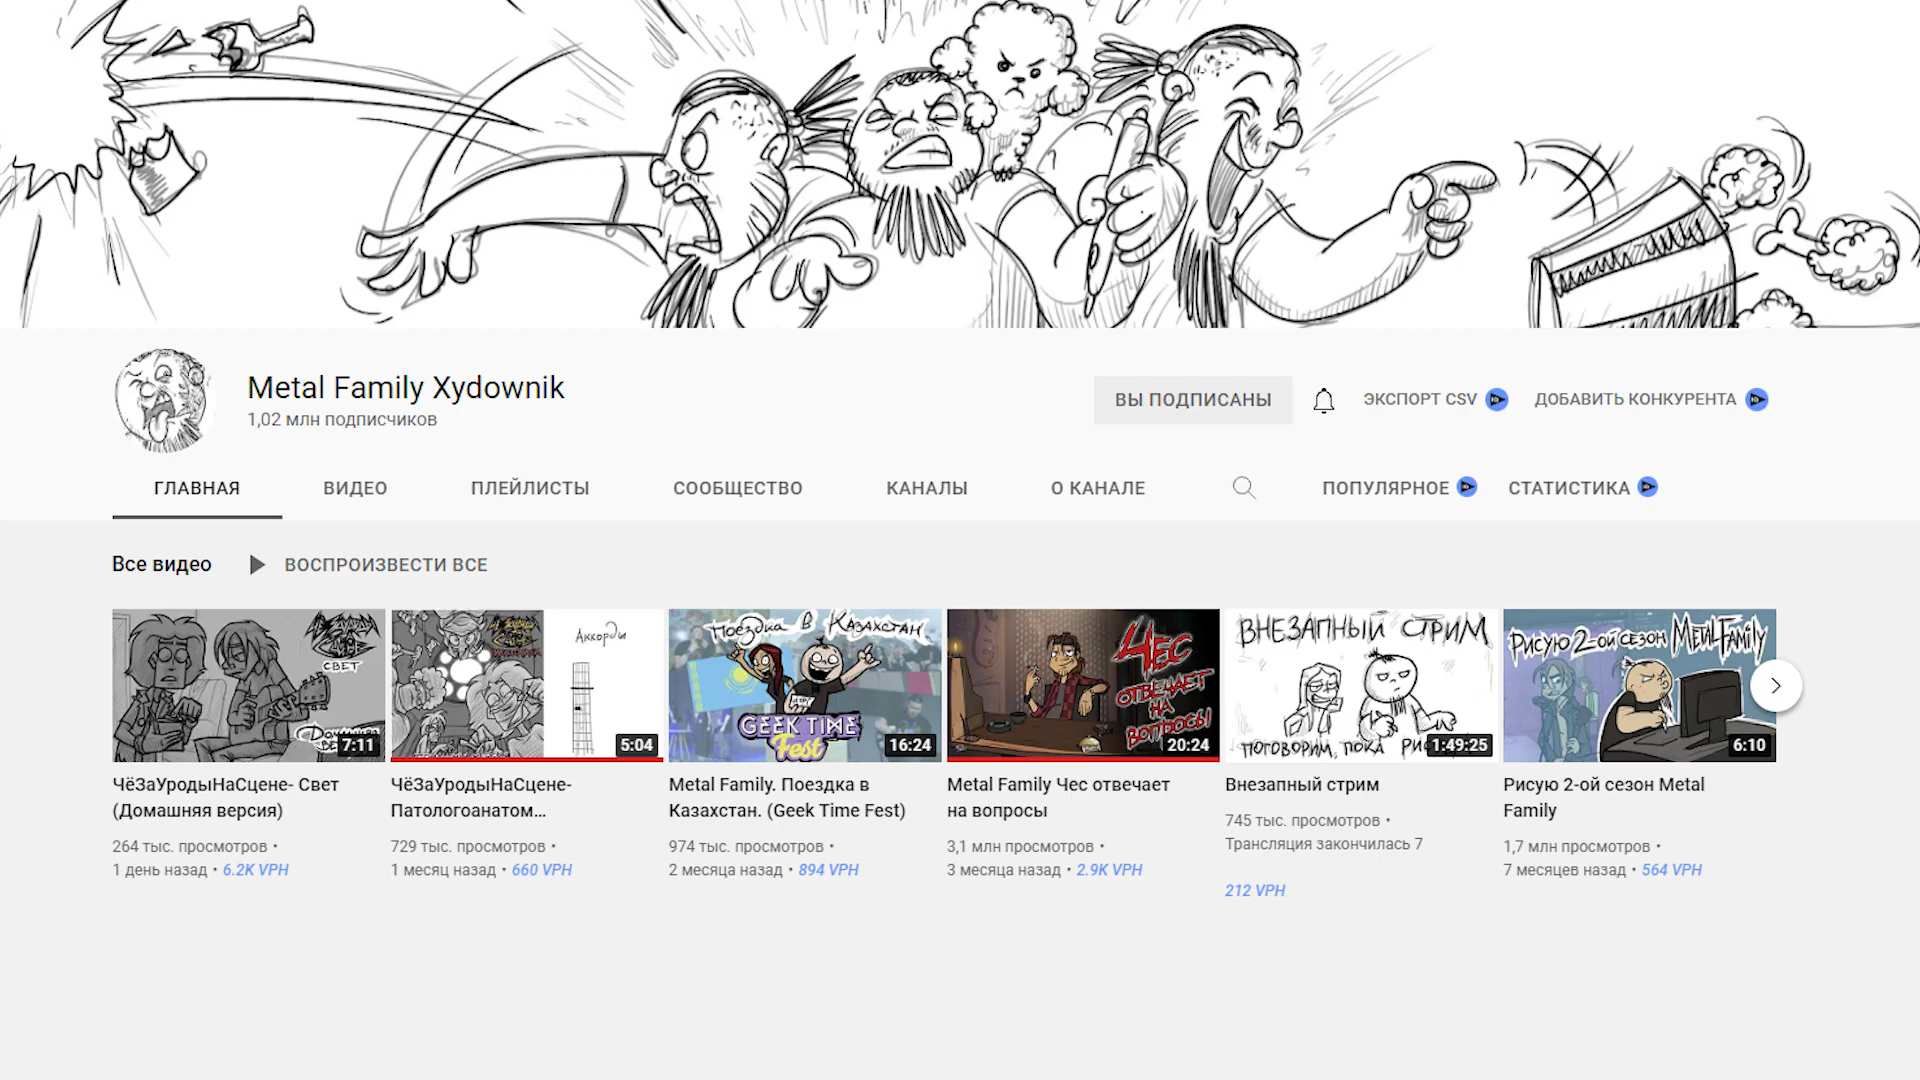 Metal Family Xydownik
1,02 млн подписчиков
ВЫ ПОДПИСАНЫ
ЭКСПОРТ CSV
ДОБАВИТЬ КОНКУРЕНТА
ГЛАВНАЯ
ВИДЕО
ПЛЕЙЛИСТЫ
СООБЩЕСТВО
КАНАЛЫ
О КАНАЛЕ
ПОПУЛЯРНОЕ
СТАТИСТИКА
Все видео
ВОСПРОИЗВЕСТИ ВСЕ
СВЕТ
7:11
Аккорды
5:04
Поездка в Казахстан
GEEK TIME
Fest
16:24
Чес
отвечает
на
вопросы
20:24
ВНЕЗАПНЫЙ СТРИМ
ПОГОВОРИМ, ПОКА
1:49:25
Рисую 2-ой сезон Metal Family
6:10
ЧёЗаУродыНаСцене- Свет
(Домашняя версия)
264 тыс. просмотров •
1 день назад • 6.2K VPH
ЧёЗаУродыНаСцене-
Патологоанатом...
729 тыс. просмотров •
1 месяц назад • 660 VPH
Metal Family. Поездка в
Казахстан. (Geek Time Fest)
974 тыс. просмотров •
2 месяца назад • 894 VPH
Metal Family Чес отвечает
на вопросы
3,1 млн просмотров •
3 месяца назад • 2.9K VPH
Внезапный стрим
745 тыс. просмотров •
Трансляция закончилась 7
212 VPH
Рисую 2-ой сезон Metal
Family
1,7 млн просмотров •
7 месяцев назад • 564 VPH